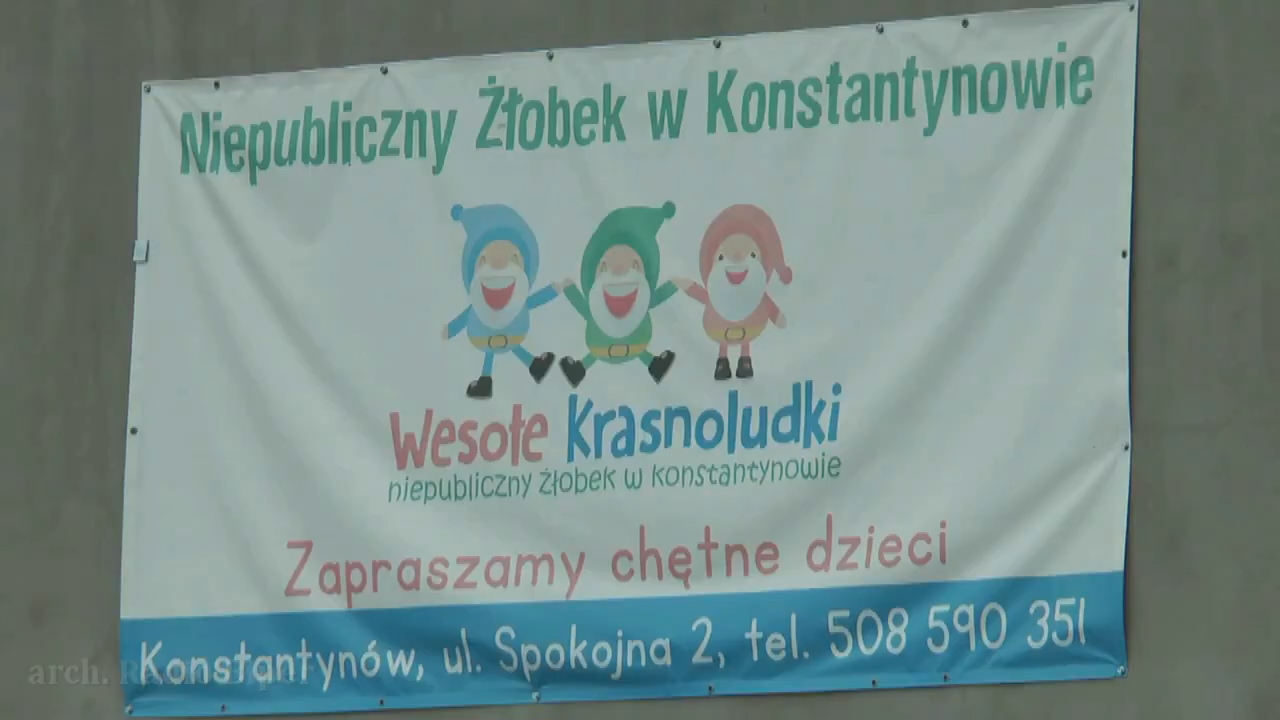 Niepubliczny Żłobek w Konstantynowie
Wesołe Krasnoludki
niepubliczny żłobek w konstantynowie
Zapraszamy chętne dzieci
Konstantynów, ul. Spokojna 2, tel. 508 590 351
arch.